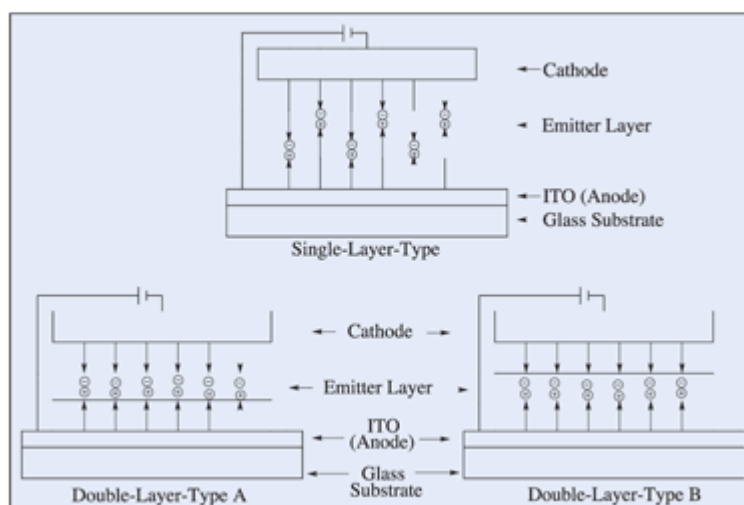 Cathode
Emitter Layer
ITO (Anode)
Glass Substrate
Single-Layer-Type
Cathode
Emitter Layer
ITO
(Anode)
Glass
Substrate
Double-Layer-Type A
Double-Layer-Type B